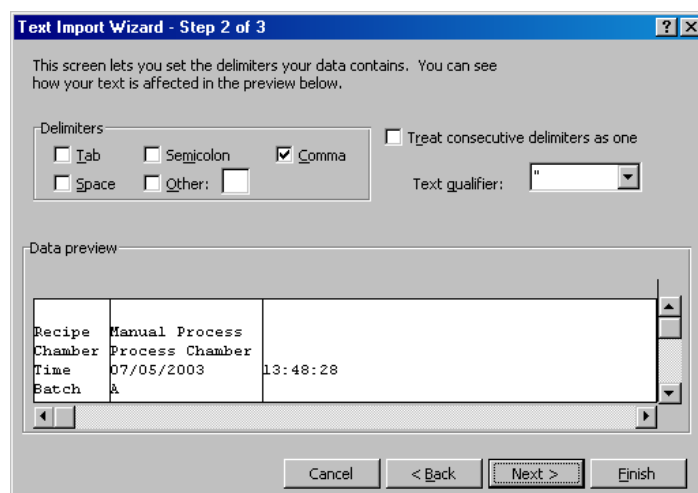 Text Import Wizard - Step 2 of 3
This screen lets you set the delimiters your data contains. You can see
how your text is affected in the preview below.
Delimiters
Tab Semicolon Comma
Space Other:
Treat consecutive delimiters as one
Text qualifier: "
Data preview
Recipe Manual Process
Chamber Process Chamber
Time 07/05/2003 13:48:28
Batch A
Cancel < Back Next > Finish